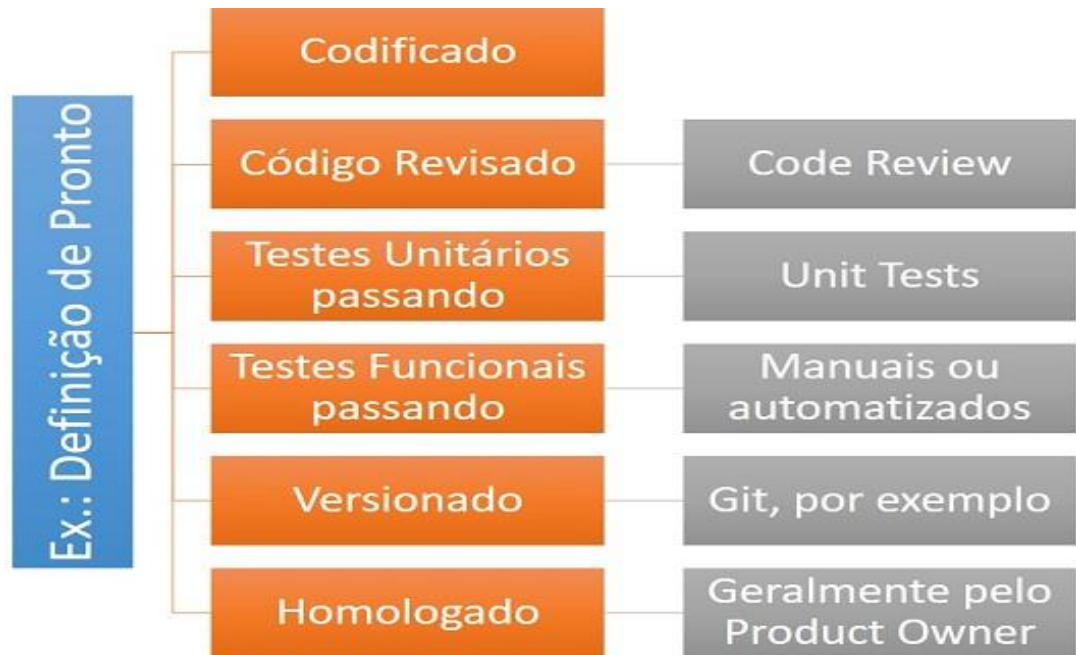 Ex.: Definição de Pronto
Codificado
Código Revisado
Code Review
Testes Unitários
passando
Unit Tests
Testes Funcionais
passando
Manuais ou
automatizados
Versionado
Git, por exemplo
Homologado
Geralmente pelo
Product Owner